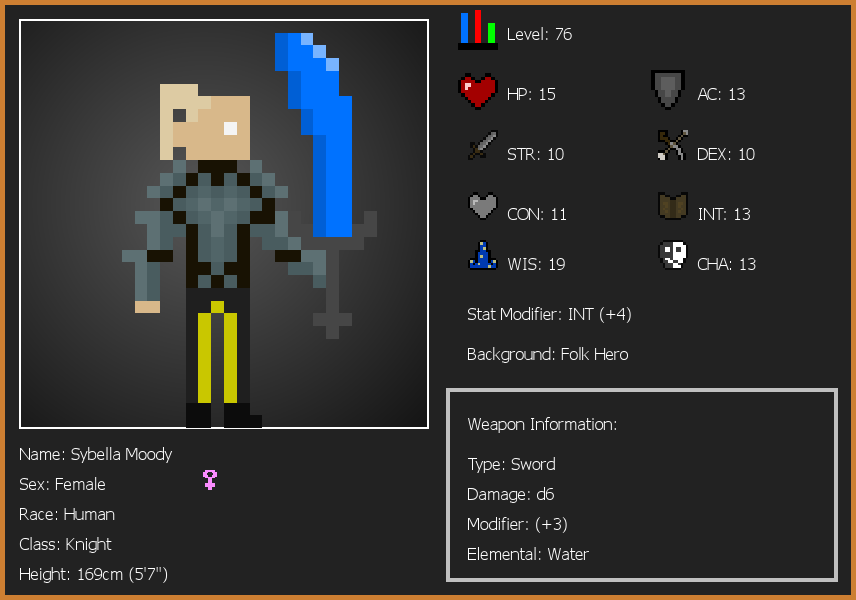 Level: 76
HP: 15
AC: 13
STR: 10
DEX: 10
CON: 11
INT: 13
WIS: 19
CHA: 13
Stat Modifier: INT (+4)
Background: Folk Hero
Weapon Information:
Type: Sword
Damage: d6
Modifier: (+3)
Elemental: Water
Name: Sybella Moody
Sex: Female
Race: Human
Class: Knight
Height: 169cm (5'7")